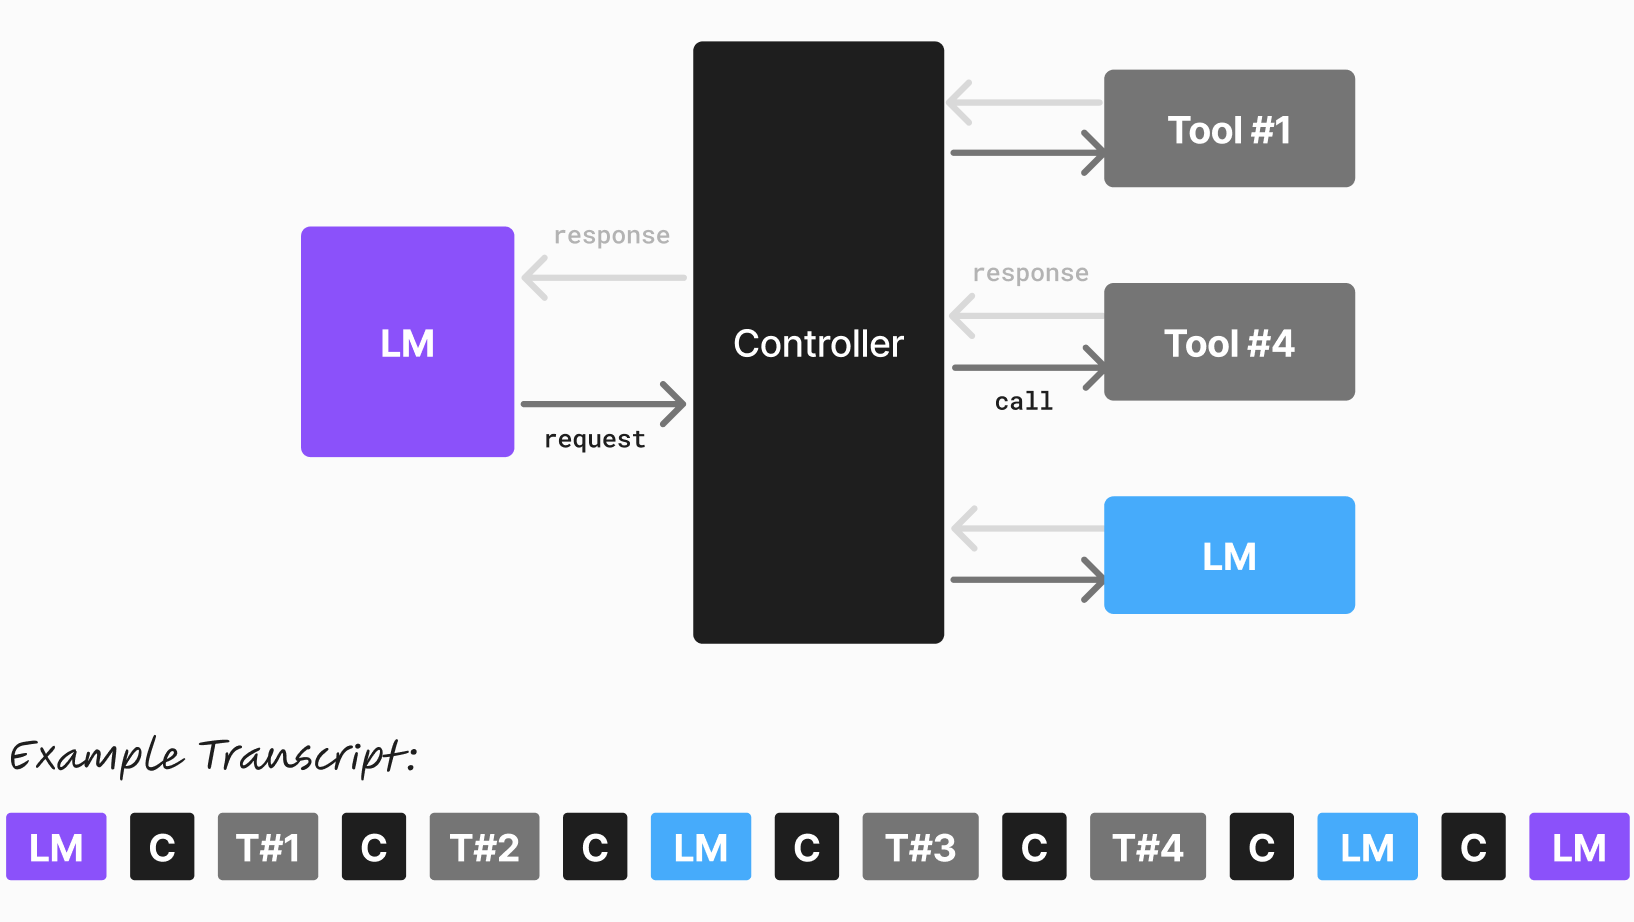 Tool #1
response
response
LM
Controller
Tool #4
call
request
LM
Example Transcript:
LM C T#1 C T#2 C LM C T#3 C T#4 C LM C LM